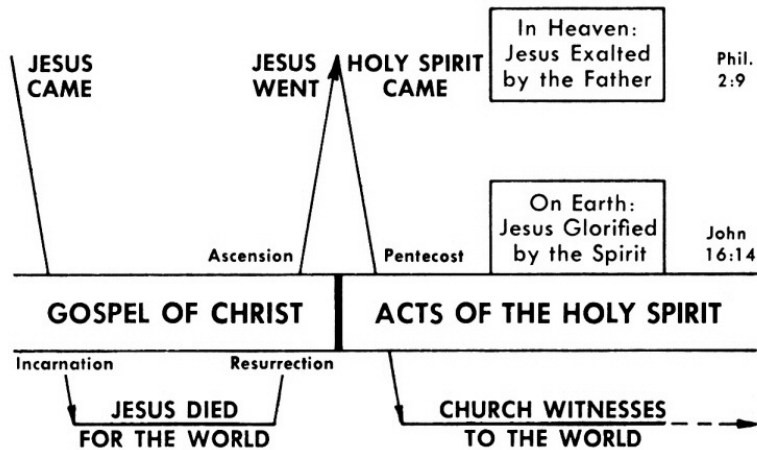 JESUS
CAME
JESUS
WENT
HOLY SPIRIT
CAME
In Heaven:
Jesus Exalted
by the Father
Phil.
2:9
On Earth:
Jesus Glorified
by the Spirit
John
16:14
Ascension
Pentecost
GOSPEL OF CHRIST
ACTS OF THE HOLY SPIRIT
Incarnation
Resurrection
JESUS DIED
FOR THE WORLD
CHURCH WITNESSES
TO THE WORLD